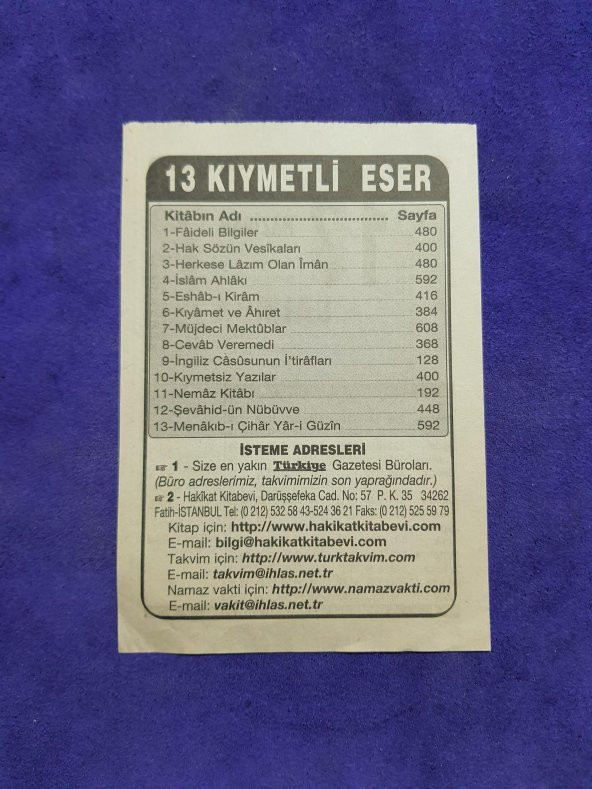 13 KIYMETLİ ESER
Kitâbın Adı ................................... Sayfa
1-Fâideli Bilgiler 480
2-Hak Sözün Vesîkaları 400
3-Herkese Lâzım Olan Îmân 480
4-İslâm Ahlâkı 592
5-Eshâb-ı Kirâm 416
6-Kıyâmet ve Âhıret 384
7-Müjdeci Mektûblar 608
8-Cevâb Veremedi 368
9-İngiliz Câsûsunun İ'tirâfları 128
10-Kıymetsiz Yazılar 400
11-Nemâz Kitâbı 192
12-Şevâhid-ün Nübüvve 448
13-Menâkıb-ı Çihâr Yâr-i Güzîn 592
İSTEME ADRESLERİ
☞ 1 - Size en yakın Türkiye Gazetesi Büroları.
(Büro adreslerimiz, takvimimizin son yaprağındadır.)
☞ 2 - Hakîkat Kitabevi, Darüşşefeka Cad. No: 57 P. K. 35 34262
Fatih-İSTANBUL Tel: (0 212) 532 58 43-524 36 21 Faks: (0 212) 525 59 79
Kitap için: http://www.hakikatkitabevi.com
E-mail: bilgi@hakikatkitabevi.com
Takvim için: http://www.turktakvim.com
E-mail: takvim@ihlas.net.tr
Namaz vakti için: http://www.namazvakti.com
E-mail: vakit@ihlas.net.tr